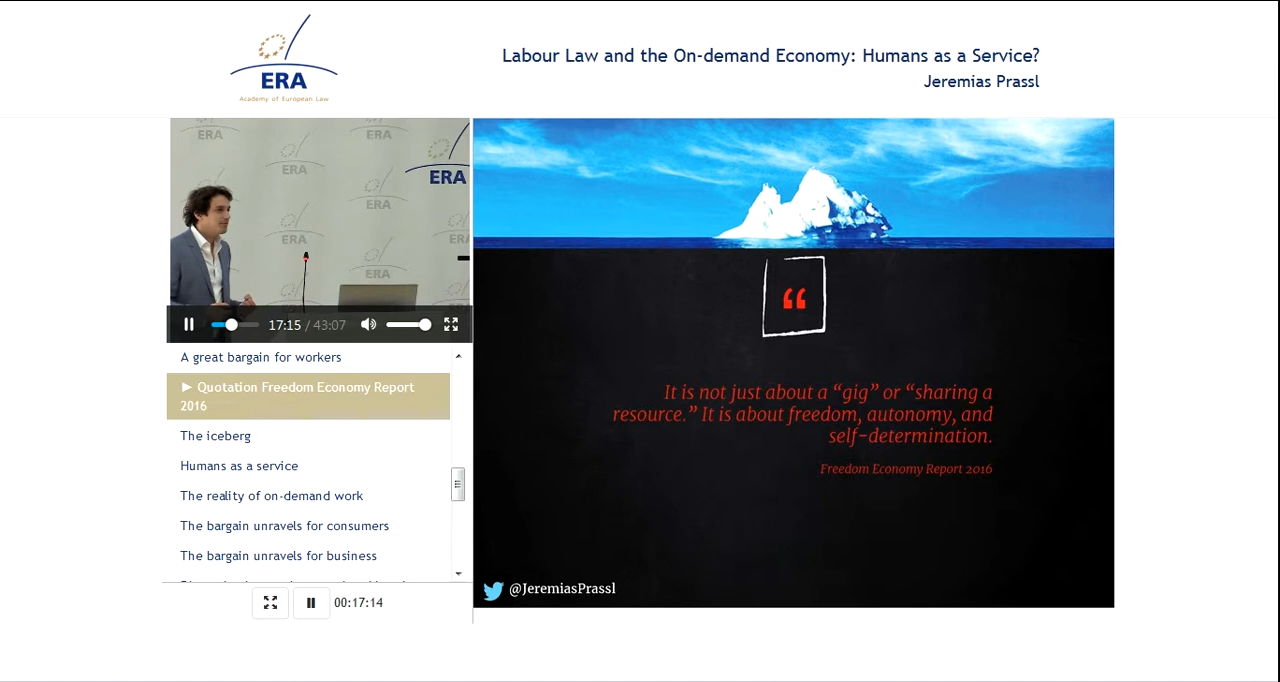 ERA
Academy of European Law
Labour Law and the On-demand Economy: Humans as a Service?
Jeremias Prassl
ERA
ERA
ERA
ERA
ERA
ERA
ERA
ERA
17:15 / 43:07
A great bargain for workers
► Quotation Freedom Economy Report
2016
The iceberg
Humans as a service
The reality of on-demand work
The bargain unravels for consumers
The bargain unravels for business
00:17:14
“
It is not just about a “gig” or “sharing a
resource.” It is about freedom, autonomy, and
self-determination.
Freedom Economy Report 2016
@JeremiasPrassl